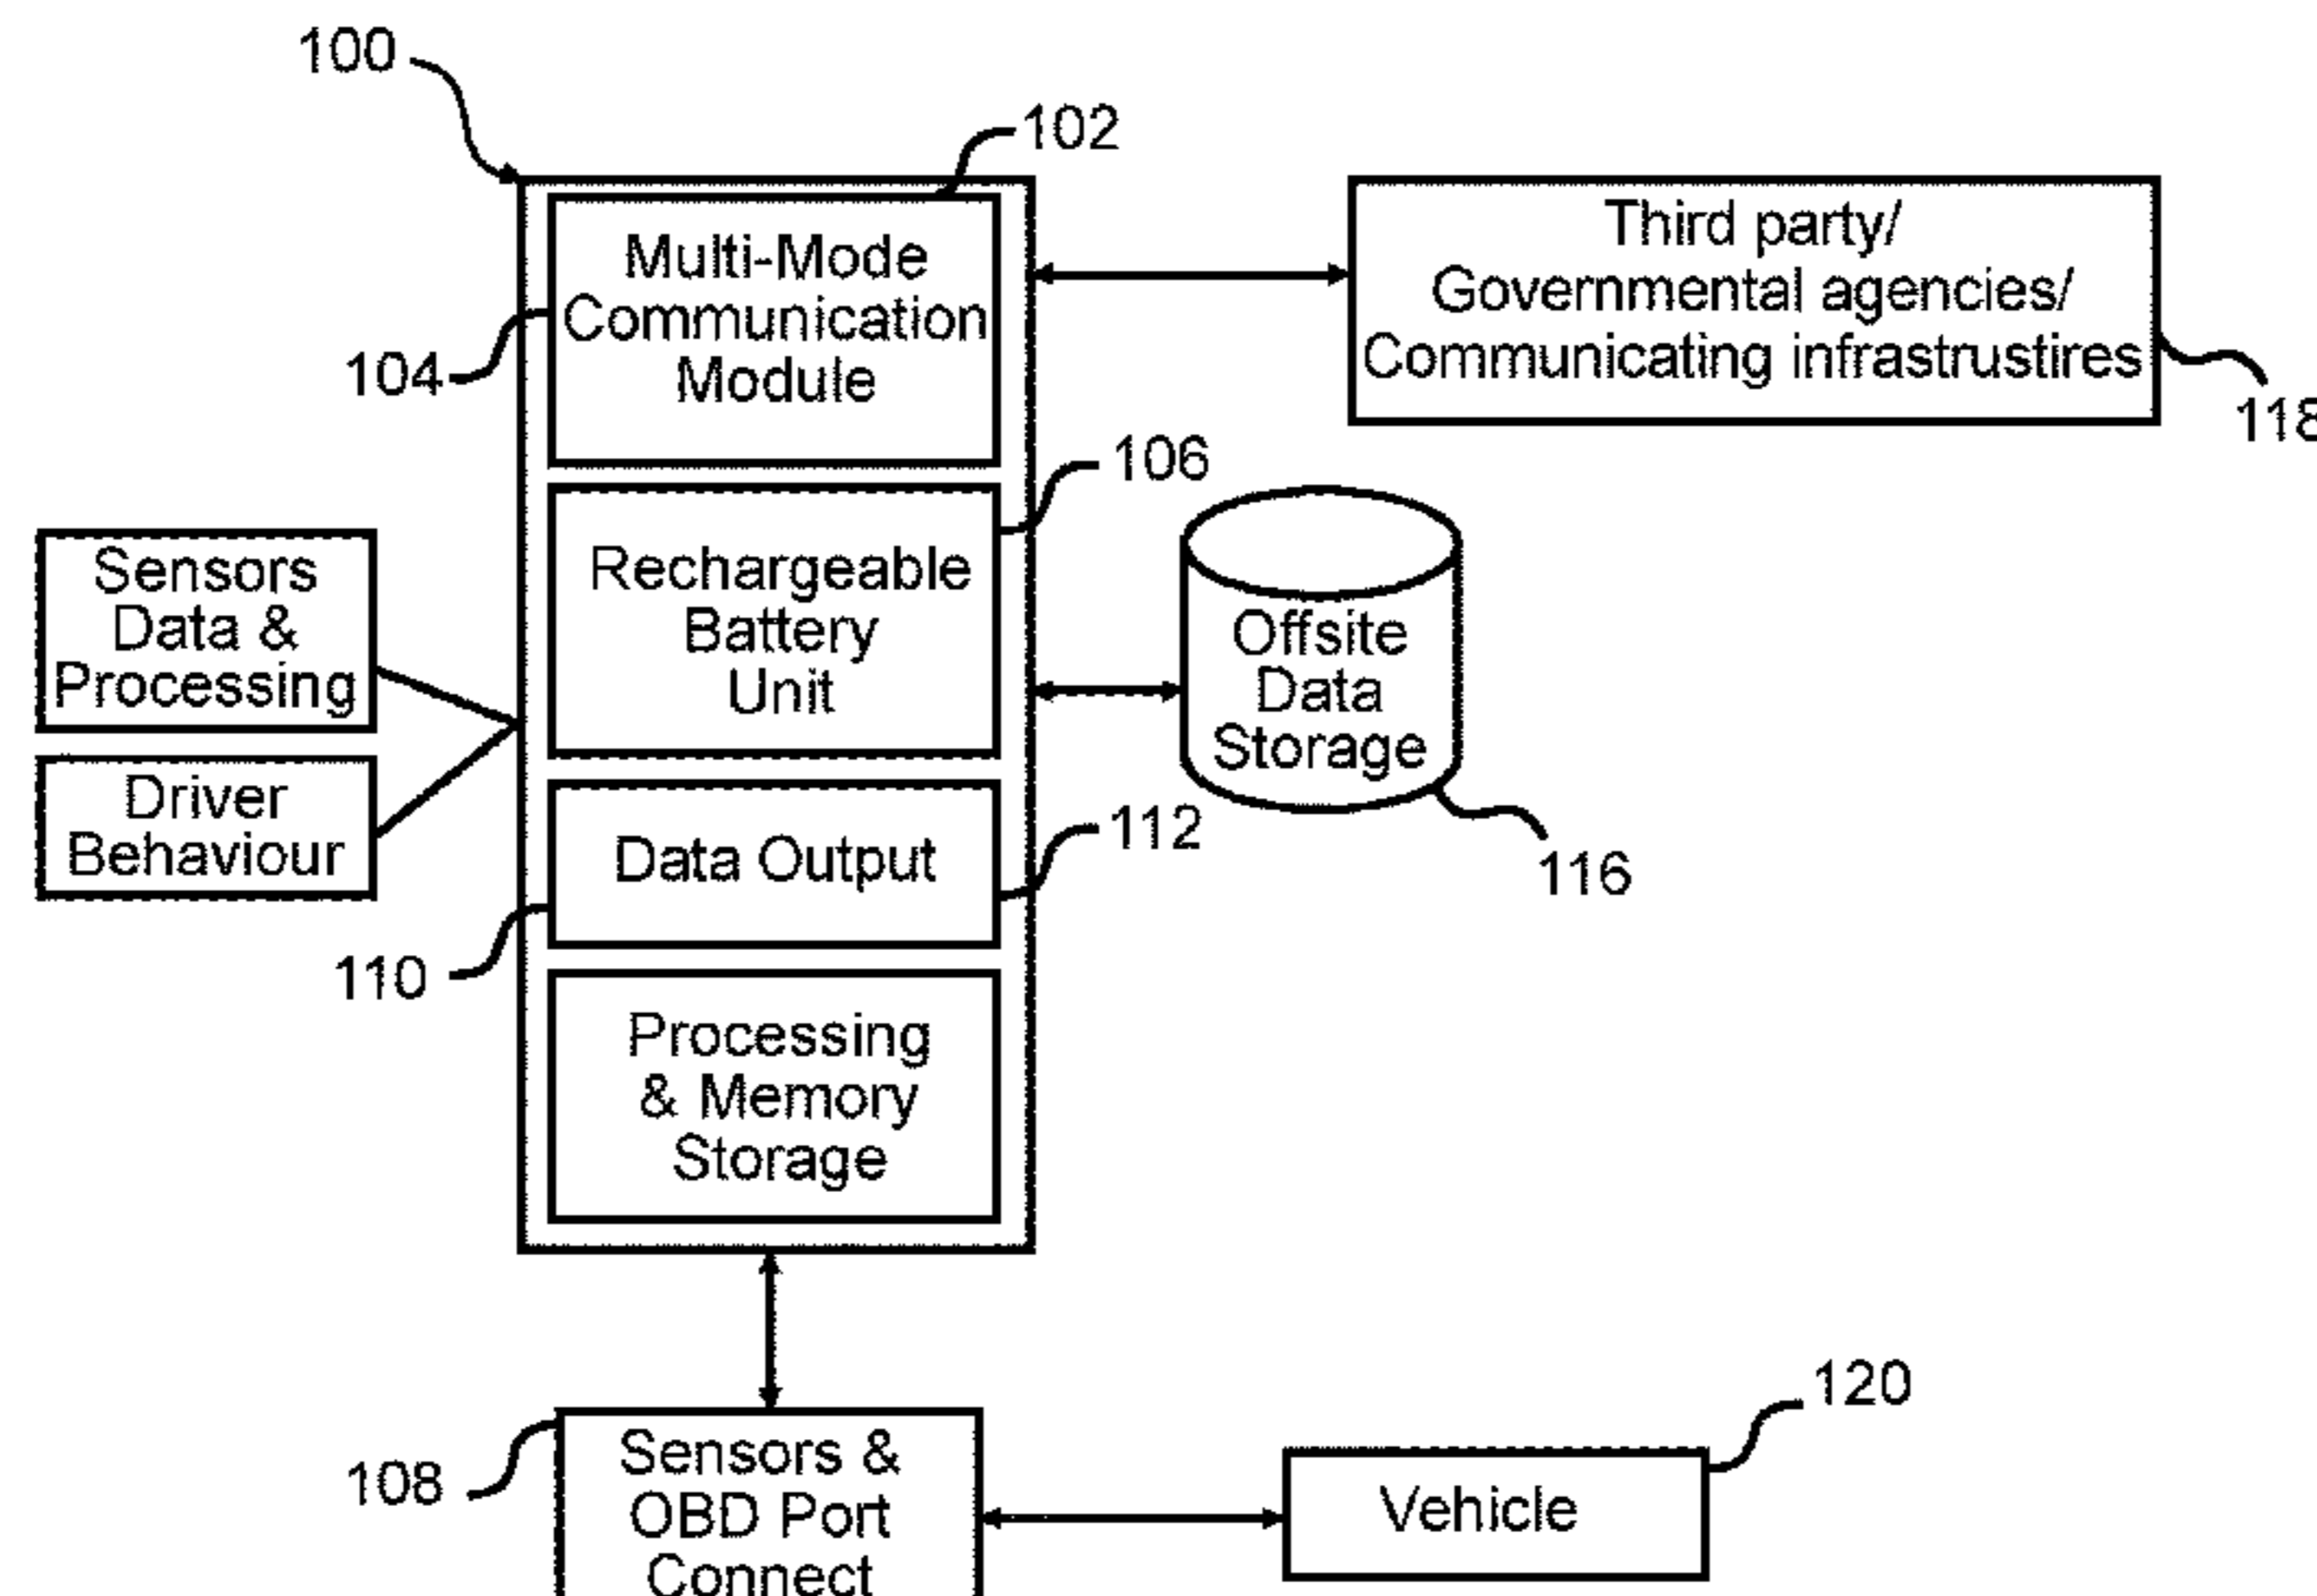 100
102
Multi-Mode
Communication
Module
104
Third party/
Governmental agencies/
Communicating infrastrustires
118
106
Rechargeable
Battery
Unit
Sensors
Data &
Processing
Driver
Behaviour
Offsite
Data
Storage
116
112
Data Output
110
Processing
& Memory
Storage
108
Sensors &
OBD Port
Connect
120
Vehicle